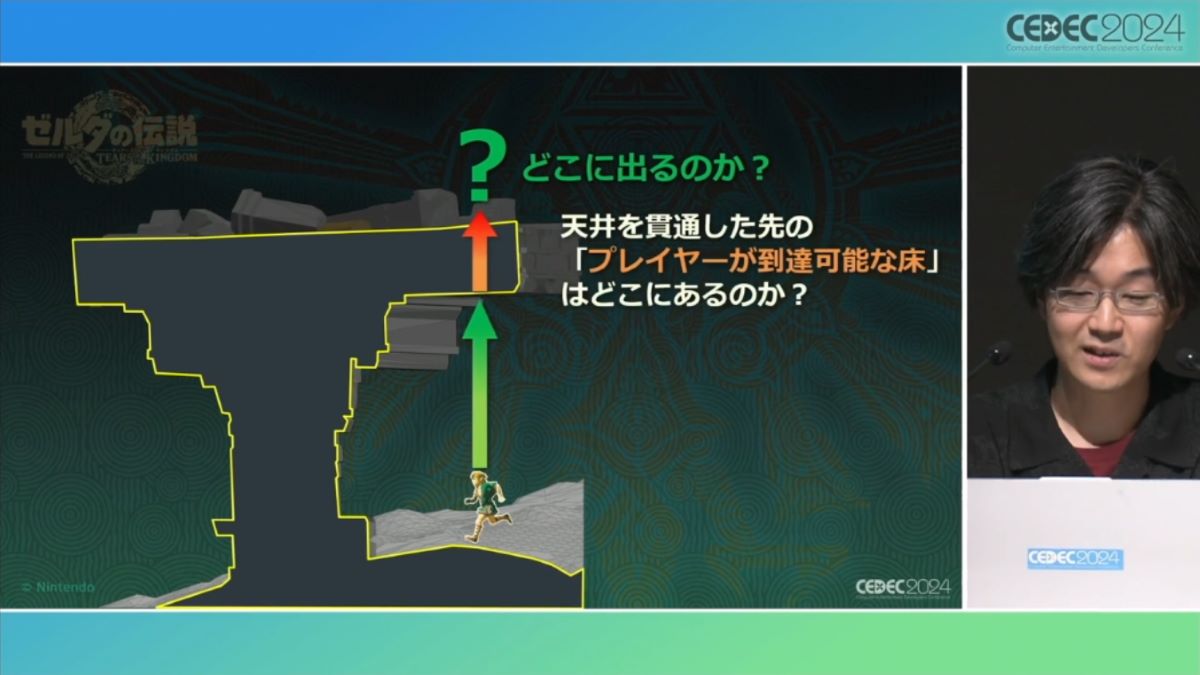 CEDEC2024
Computer Entertainment Developers Conference
ゼルダの伝説
THE LEGEND OF
TEARS OF THE KINGDOM
?
どこに出るのか？
天井を貫通した先の
「プレイヤーが到達可能な床」
はどこにあるのか？
© Nintendo
CEDEC2024
Computer Entertainment Developers Conference
CEDEC2024